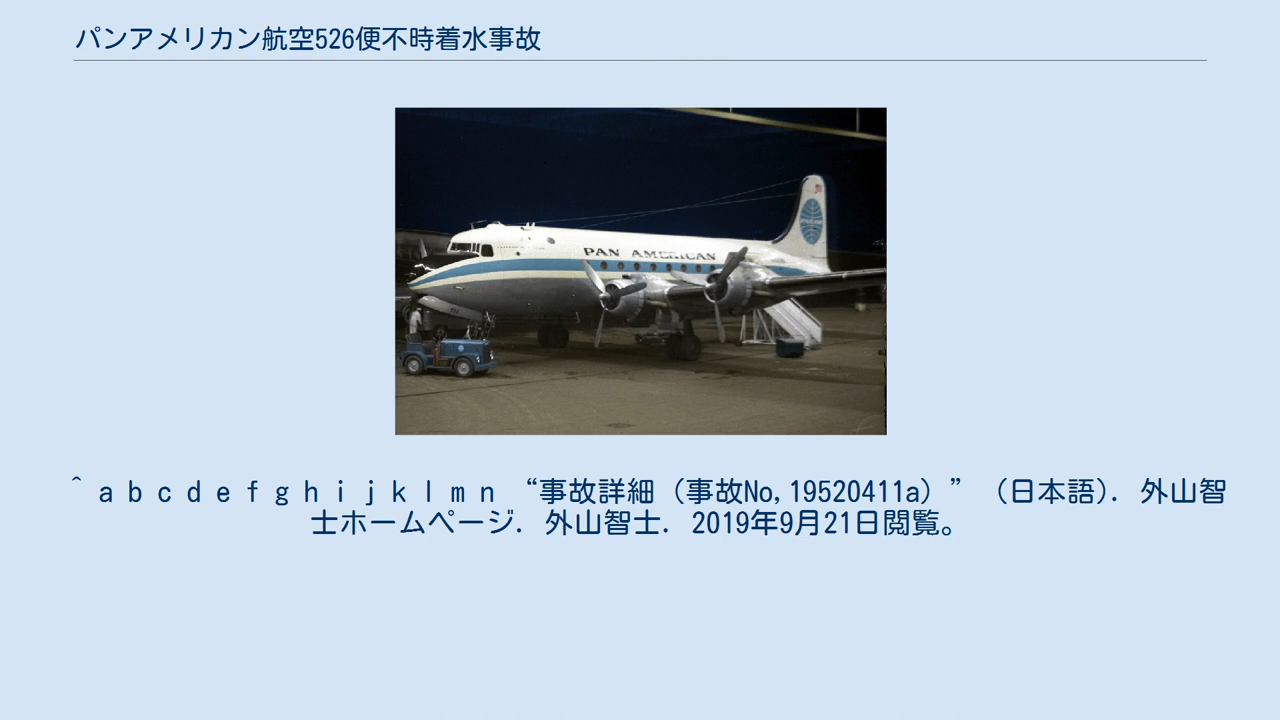 パンアメリカン航空526便不時着水事故
PAN AMERICAN
^ a b c d e f g h i j k l m n “事故詳細（事故No,19520411a）” （日本語）. 外山智
士ホームページ. 外山智士. 2019年9月21日閲覧。